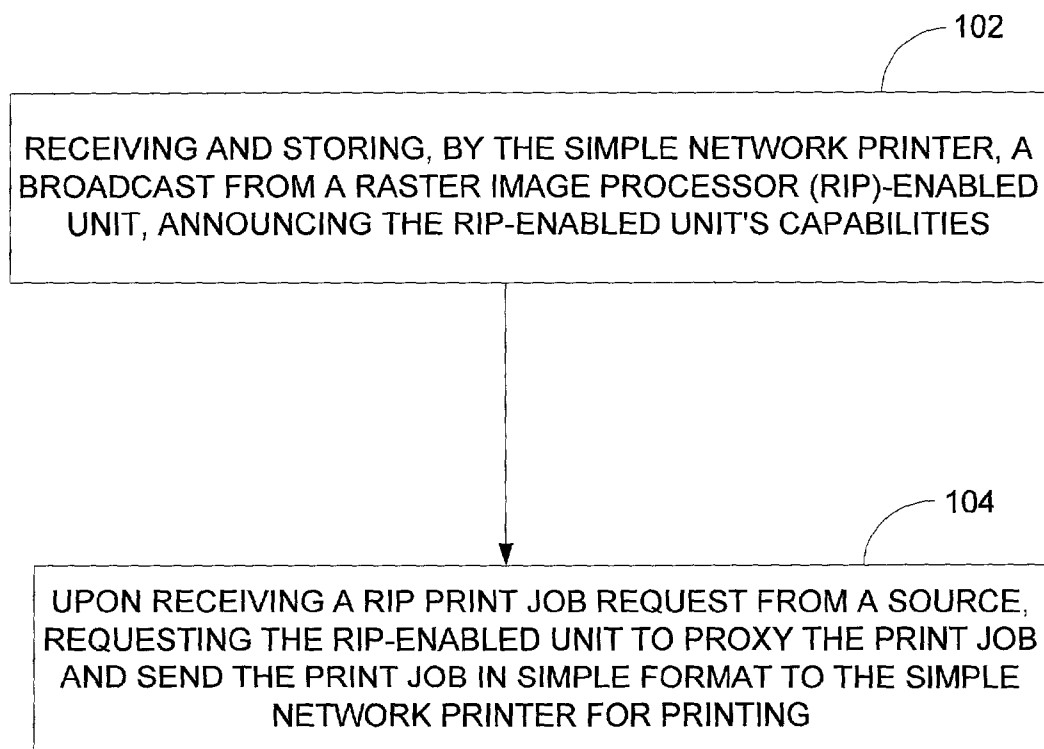 102
RECEIVING AND STORING, BY THE SIMPLE NETWORK PRINTER, A
BROADCAST FROM A RASTER IMAGE PROCESSOR (RIP)-ENABLED
UNIT, ANNOUNCING THE RIP-ENABLED UNIT'S CAPABILITIES
104
UPON RECEIVING A RIP PRINT JOB REQUEST FROM A SOURCE,
REQUESTING THE RIP-ENABLED UNIT TO PROXY THE PRINT JOB
AND SEND THE PRINT JOB IN SIMPLE FORMAT TO THE SIMPLE
NETWORK PRINTER FOR PRINTING